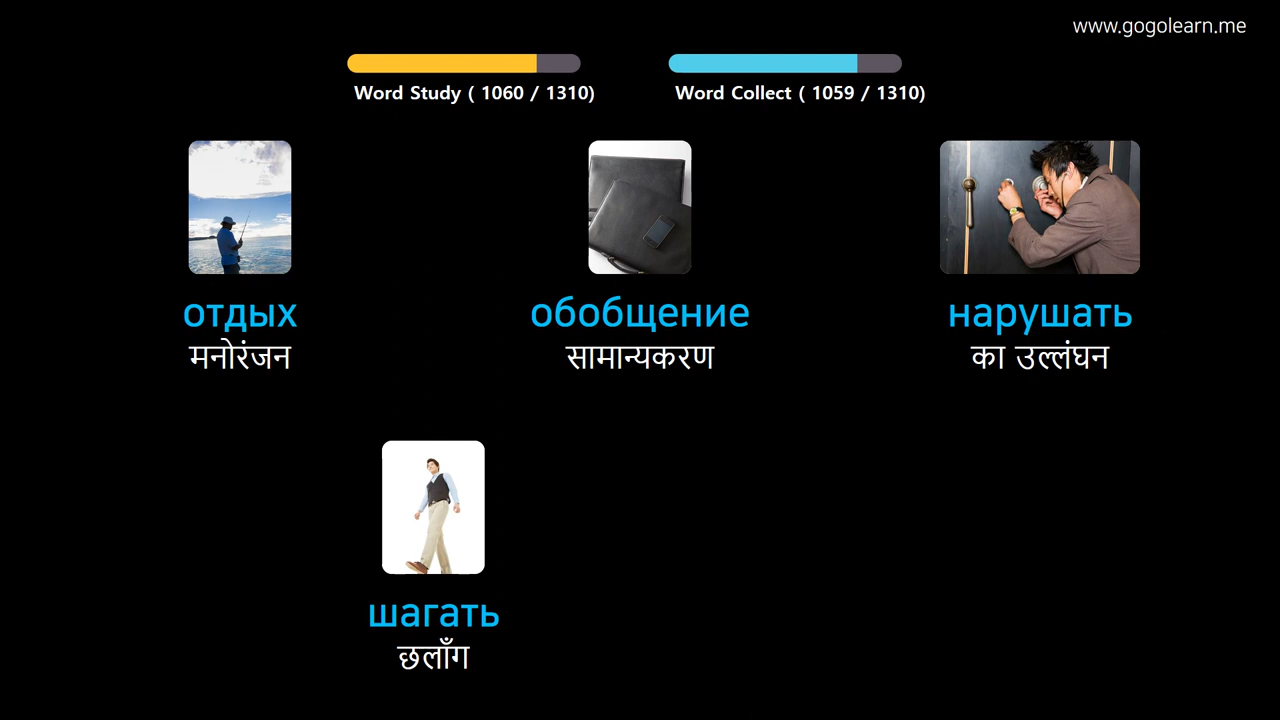 www.gogolearn.me
Word Study ( 1060 / 1310)
Word Collect ( 1059 / 1310)
отдых
मनोरंजन
обобщение
सामान्यकरण
нарушать
का उल्लंघन
шагать
छलाँग